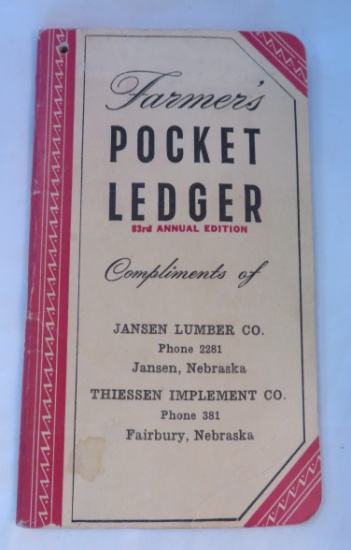 Farmer's
POCKET
LEDGER
83rd ANNUAL EDITION
Compliments of
JANSEN LUMBER CO.
Phone 2281
Jansen, Nebraska
THIESSEN IMPLEMENT CO.
Phone 381
Fairbury, Nebraska